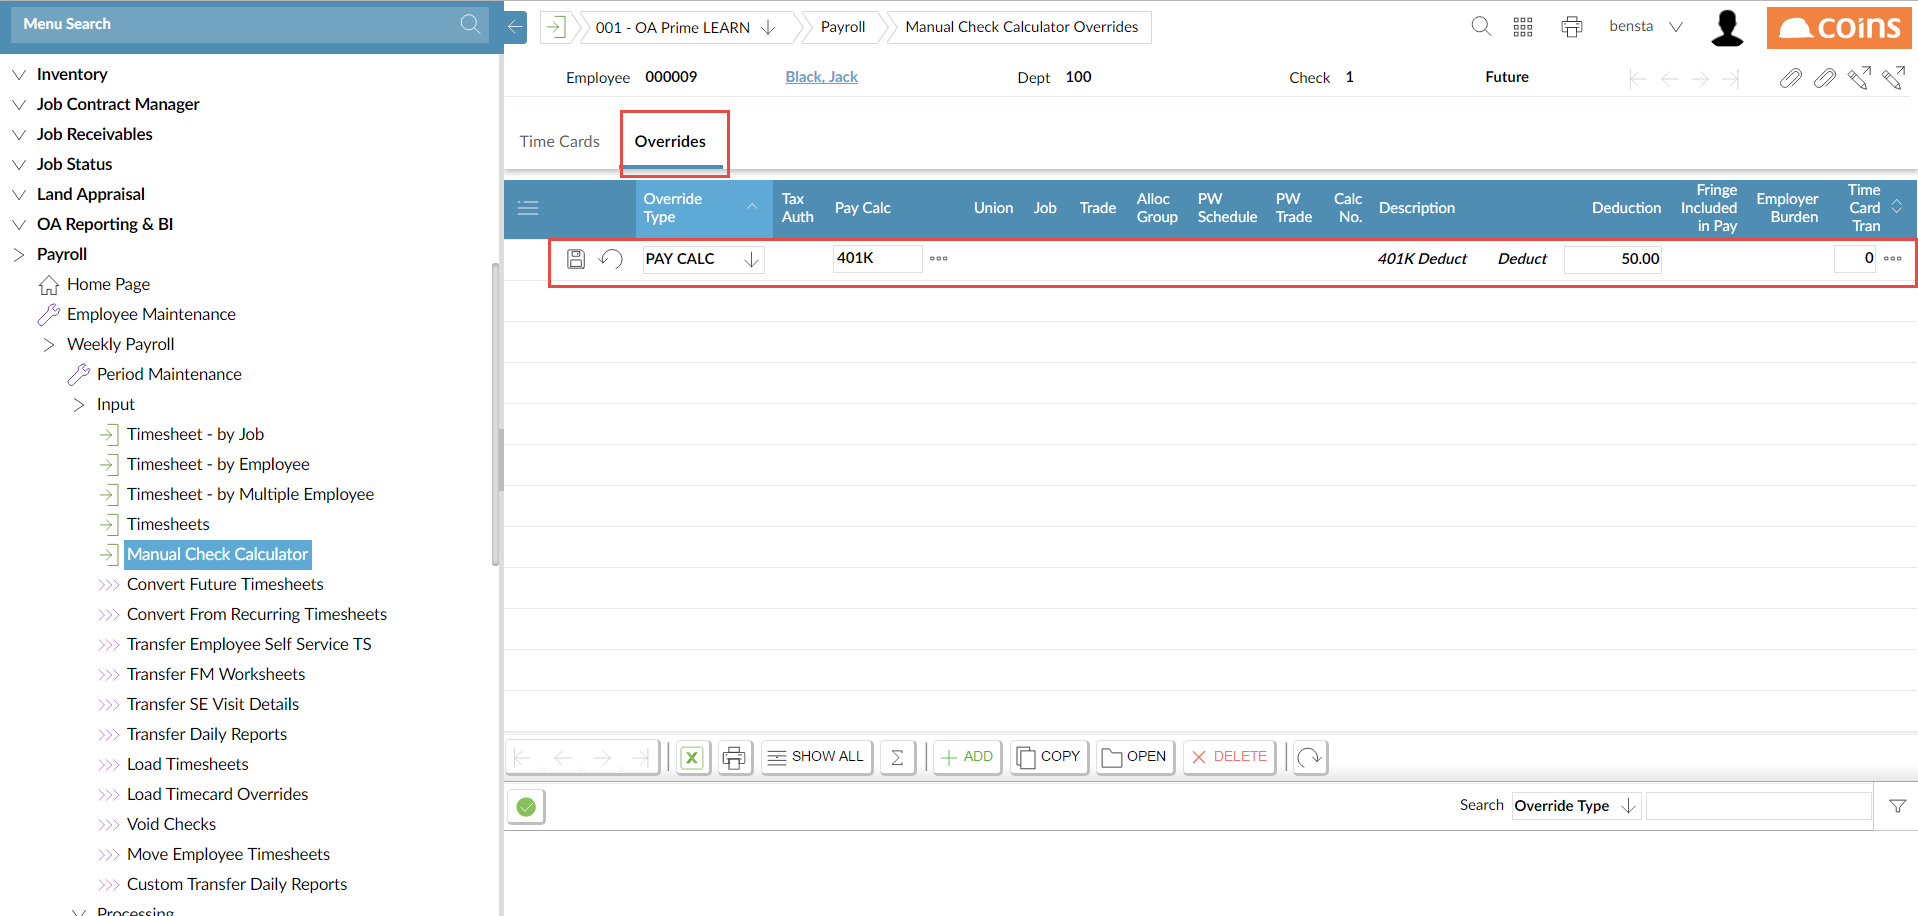 Menu Search
Inventory
Job Contract Manager
Job Receivables
Job Status
Land Appraisal
OA Reporting & BI
Payroll
Home Page
Employee Maintenance
Weekly Payroll
Period Maintenance
Input
Timesheet - by Job
Timesheet - by Employee
Timesheet - by Multiple Employee
Timesheets
Manual Check Calculator
Convert Future Timesheets
Convert From Recurring Timesheets
Transfer Employee Self Service TS
Transfer FM Worksheets
Transfer SE Visit Details
Transfer Daily Reports
Load Timesheets
Load Timecard Overrides
Void Checks
Move Employee Timesheets
Custom Transfer Daily Reports
Processing
001 - OA Prime LEARN Payroll Manual Check Calculator Overrides
bensta
coins
Employee 000009 Black, Jack Dept 100 Check 1 Future
Time Cards Overrides
Override Type Tax Auth Pay Calc Union Job Trade Alloc Group PW Schedule PW Trade Calc No. Description Deduction Fringe Included in Pay Employer Burden Time Card Tran
PAY CALC 401K 401K Deduct Deduct 50.00 0
SHOW ALL Σ ADD COPY OPEN DELETE
Search Override Type